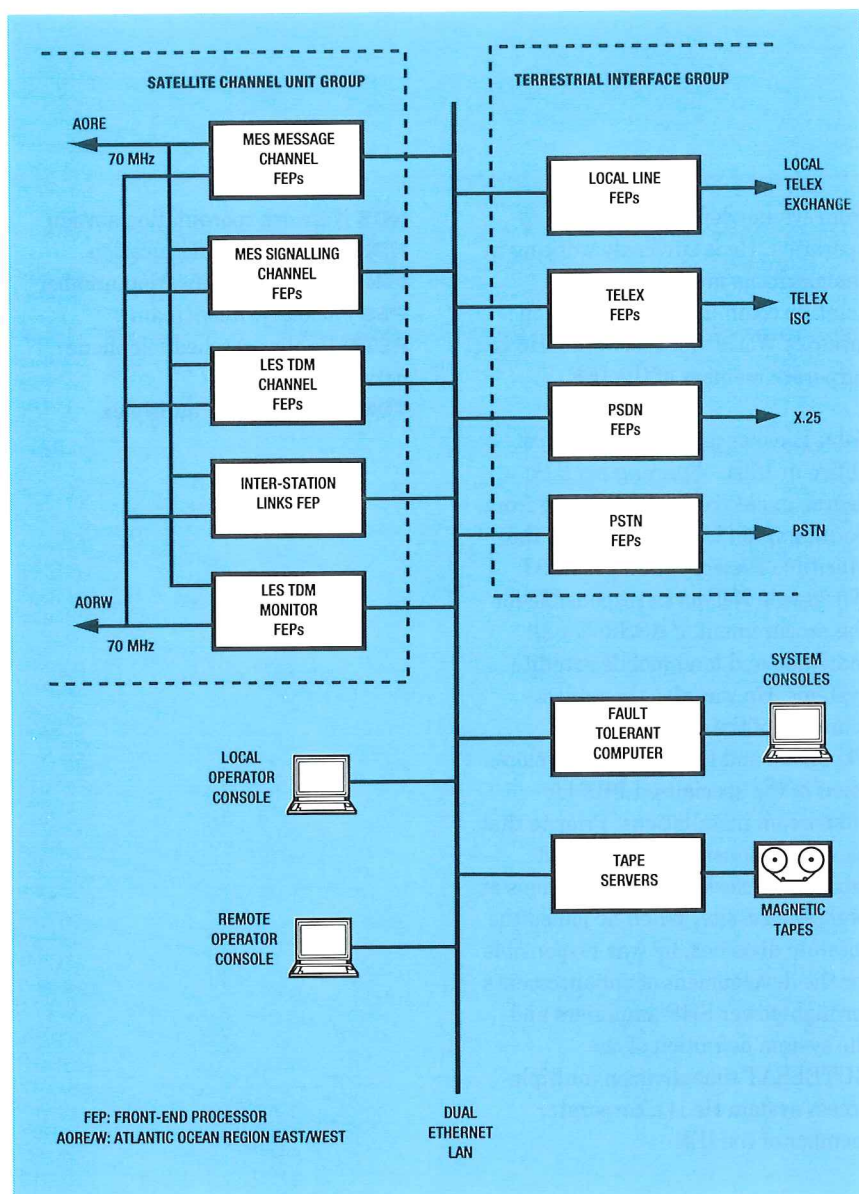 SATELLITE CHANNEL UNIT GROUP
AORE
70 MHz
MES MESSAGE
CHANNEL
FEPs
MES SIGNALLING
CHANNEL
FEPs
LES TDM
CHANNEL
FEPs
INTER-STATION
LINKS FEP
LES TDM
MONITOR
FEPs
AORW
70 MHz
TERRESTRIAL INTERFACE GROUP
LOCAL LINE
FEPs
LOCAL
TELEX
EXCHANGE
TELEX
FEPs
TELEX
ISC
PSDN
FEPs
X.25
PSTN
FEPs
PSTN
LOCAL
OPERATOR
CONSOLE
REMOTE
OPERATOR
CONSOLE
FAULT
TOLERANT
COMPUTER
SYSTEM
CONSOLES
TAPE
SERVERS
MAGNETIC
TAPES
FEP: FRONT-END PROCESSOR
AORE/W: ATLANTIC OCEAN REGION EAST/WEST
DUAL
ETHERNET
LAN